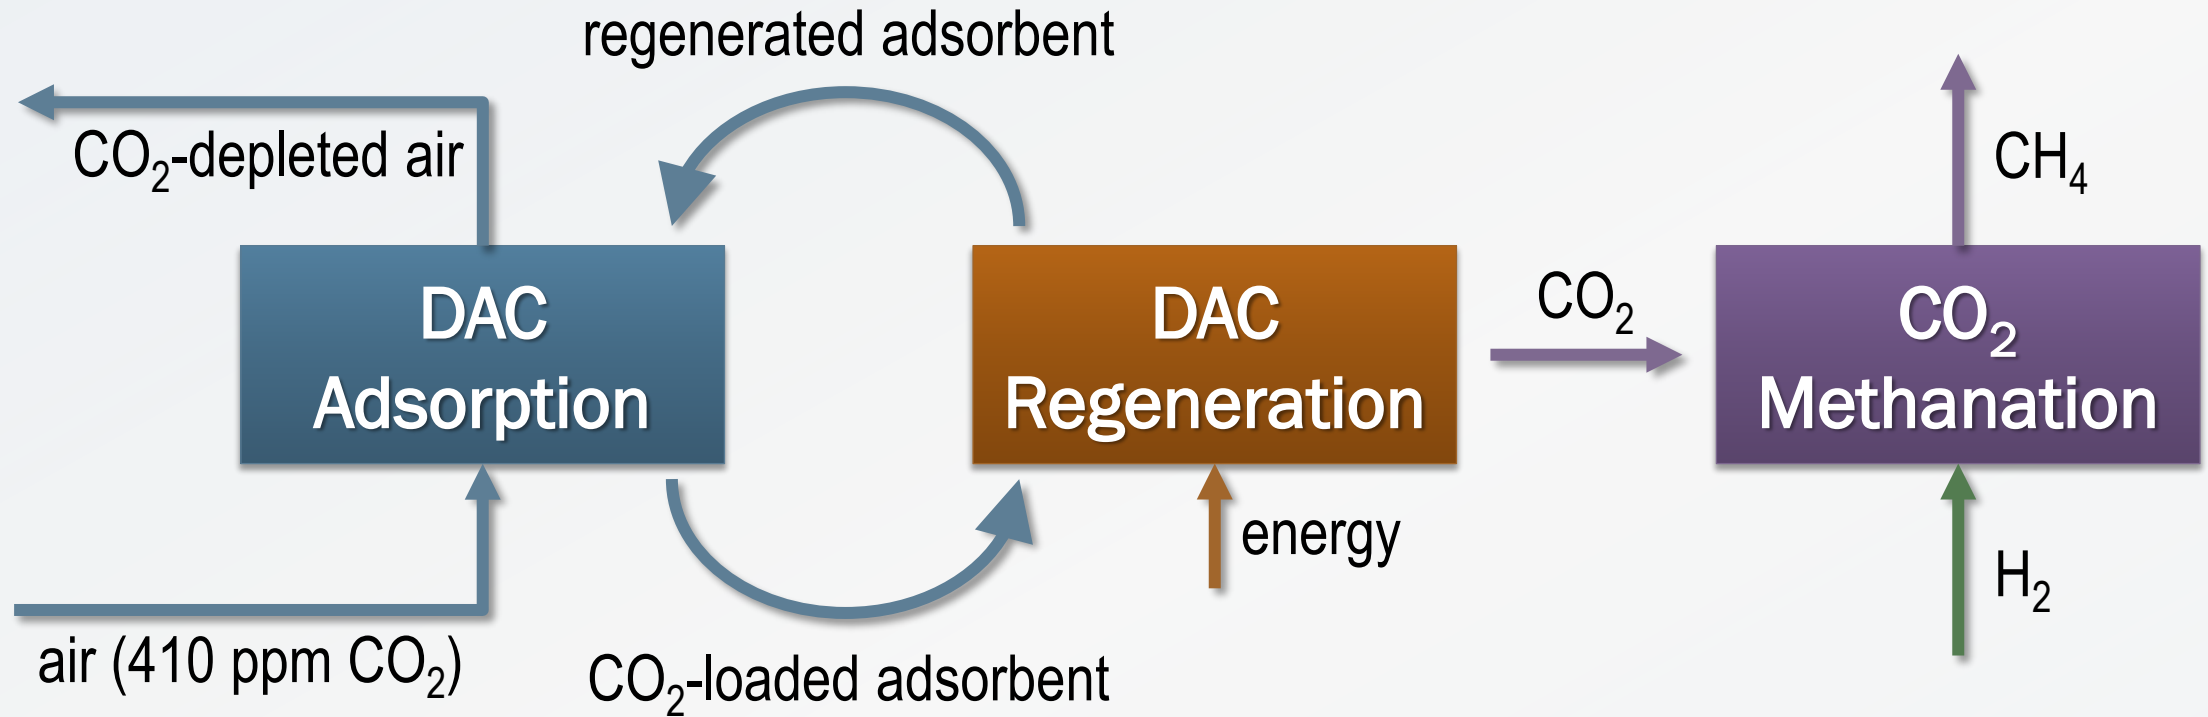 regenerated adsorbent
CO₂-depleted air
CH₄
DAC
Adsorption
DAC
Regeneration
CO₂
CO₂
Methanation
energy
H₂
air (410 ppm CO₂)
CO₂-loaded adsorbent